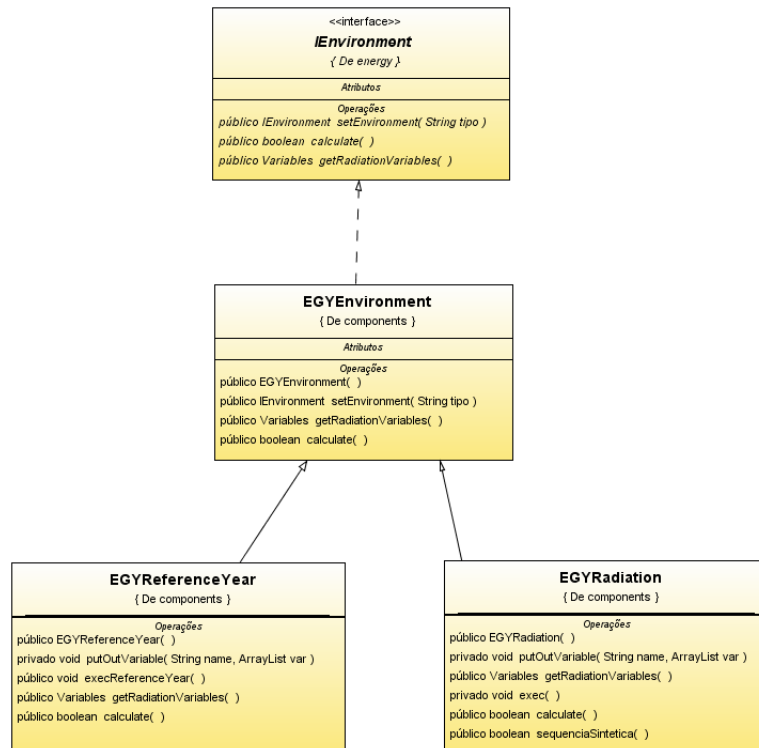 <<interface>>
IEnvironment
{ De energy }
Atributos
Operações
público IEnvironment setEnvironment( String tipo )
público boolean calculate( )
público Variables getRadiationVariables( )
EGYEnvironment
{ De components }
Atributos
Operações
público EGYEnvironment( )
público IEnvironment setEnvironment( String tipo )
público Variables getRadiationVariables( )
público boolean calculate( )
EGYReferenceYear
{ De components }
Operações
público EGYReferenceYear( )
privado void putOutVariable( String name, ArrayList var )
público void execReferenceYear( )
público Variables getRadiationVariables( )
público boolean calculate( )
EGYRadiation
{ De components }
Operações
público EGYRadiation( )
privado void putOutVariable( String name, ArrayList var )
público Variables getRadiationVariables( )
privado void exec( )
público boolean calculate( )
público boolean sequenciaSintetica( )